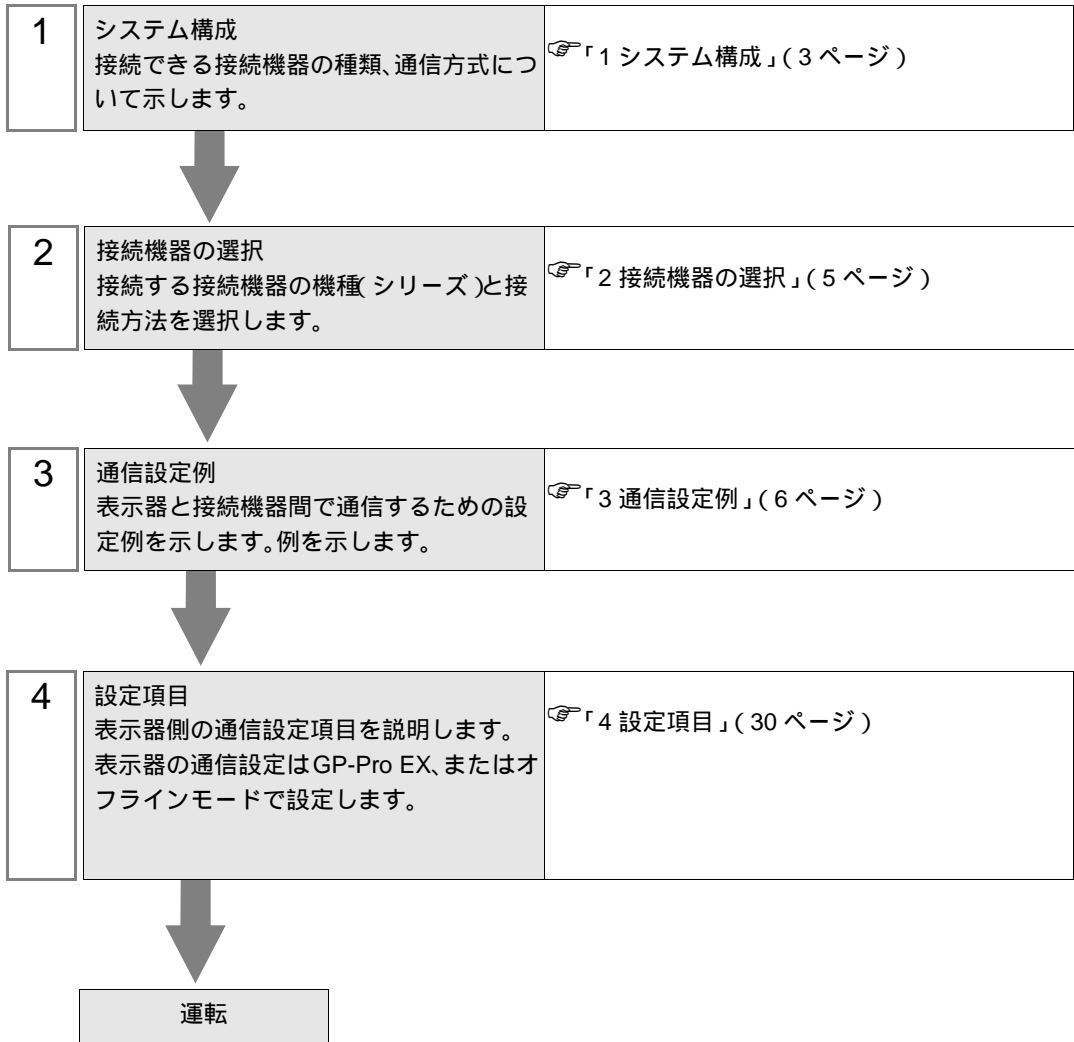 1
システム構成
接続できる接続機器の種類、通信方式につ
いて示します。
☞「1 システム構成」( 3 ページ )
2
接続機器の選択
接続する接続機器の機種( シリーズ )と接
続方法を選択します。
☞「2 接続機器の選択」( 5 ページ )
3
通信設定例
表示器と接続機器間で通信するための設
定例を示します。例を示します。
☞「3 通信設定例」( 6 ページ )
4
設定項目
表示器側の通信設定項目を説明します。
表示器の通信設定はGP-Pro EX、またはオ
フラインモードで設定します。
☞「4 設定項目」( 30 ページ )
運転